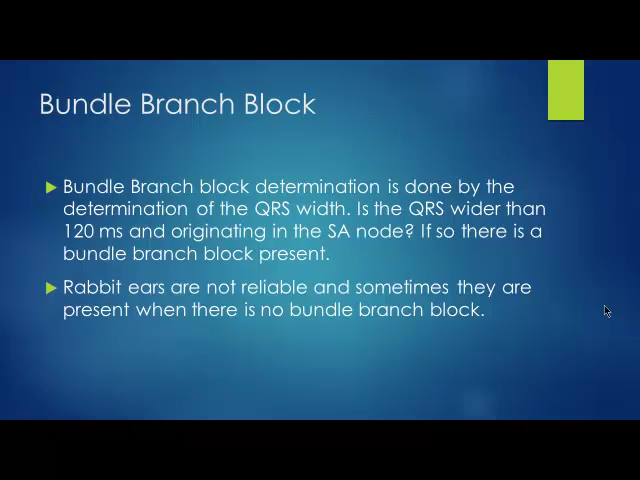 Bundle Branch Block
Bundle Branch block determination is done by the
determination of the QRS width. Is the QRS wider than
120 ms and originating in the SA node? If so there is a
bundle branch block present.
Rabbit ears are not reliable and sometimes they are
present when there is no bundle branch block.